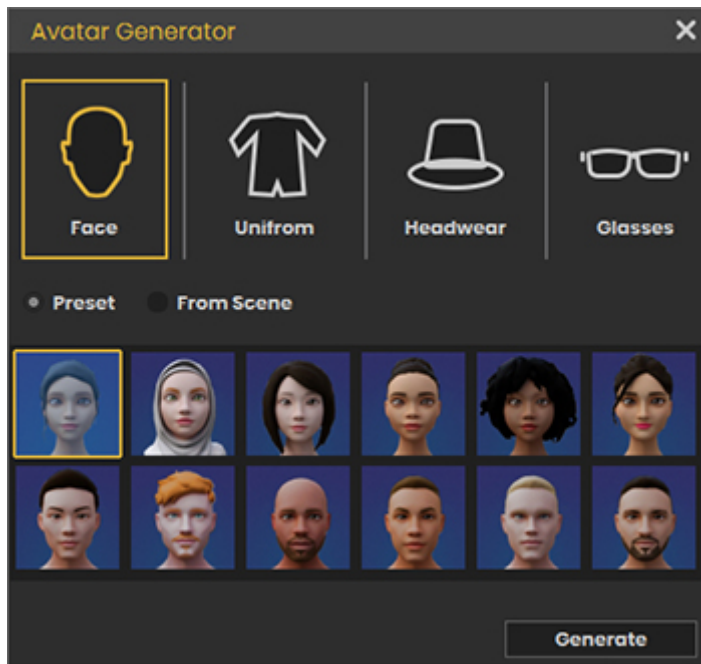 Avatar Generator
Face
Unifrom
Headwear
Glasses
Preset
From Scene
Generate